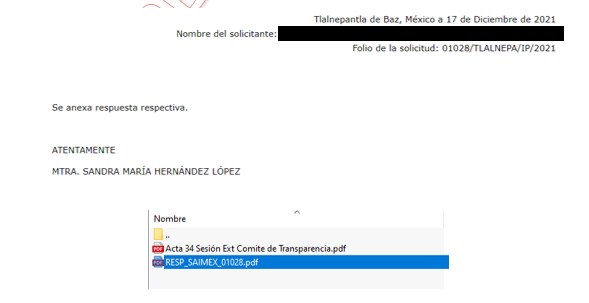 Tlalnepantla de Baz, México a 17 de Diciembre de 2021
Nombre del solicitante:
Folio de la solicitud: 01028/TLALNEPA/IP/2021
Se anexa respuesta respectiva.
ATENTAMENTE
MTRA. SANDRA MARÍA HERNÁNDEZ LÓPEZ
Nombre
..
Acta 34 Sesión Ext Comite de Transparencia.pdf
RESP_SAIMEX_01028.pdf